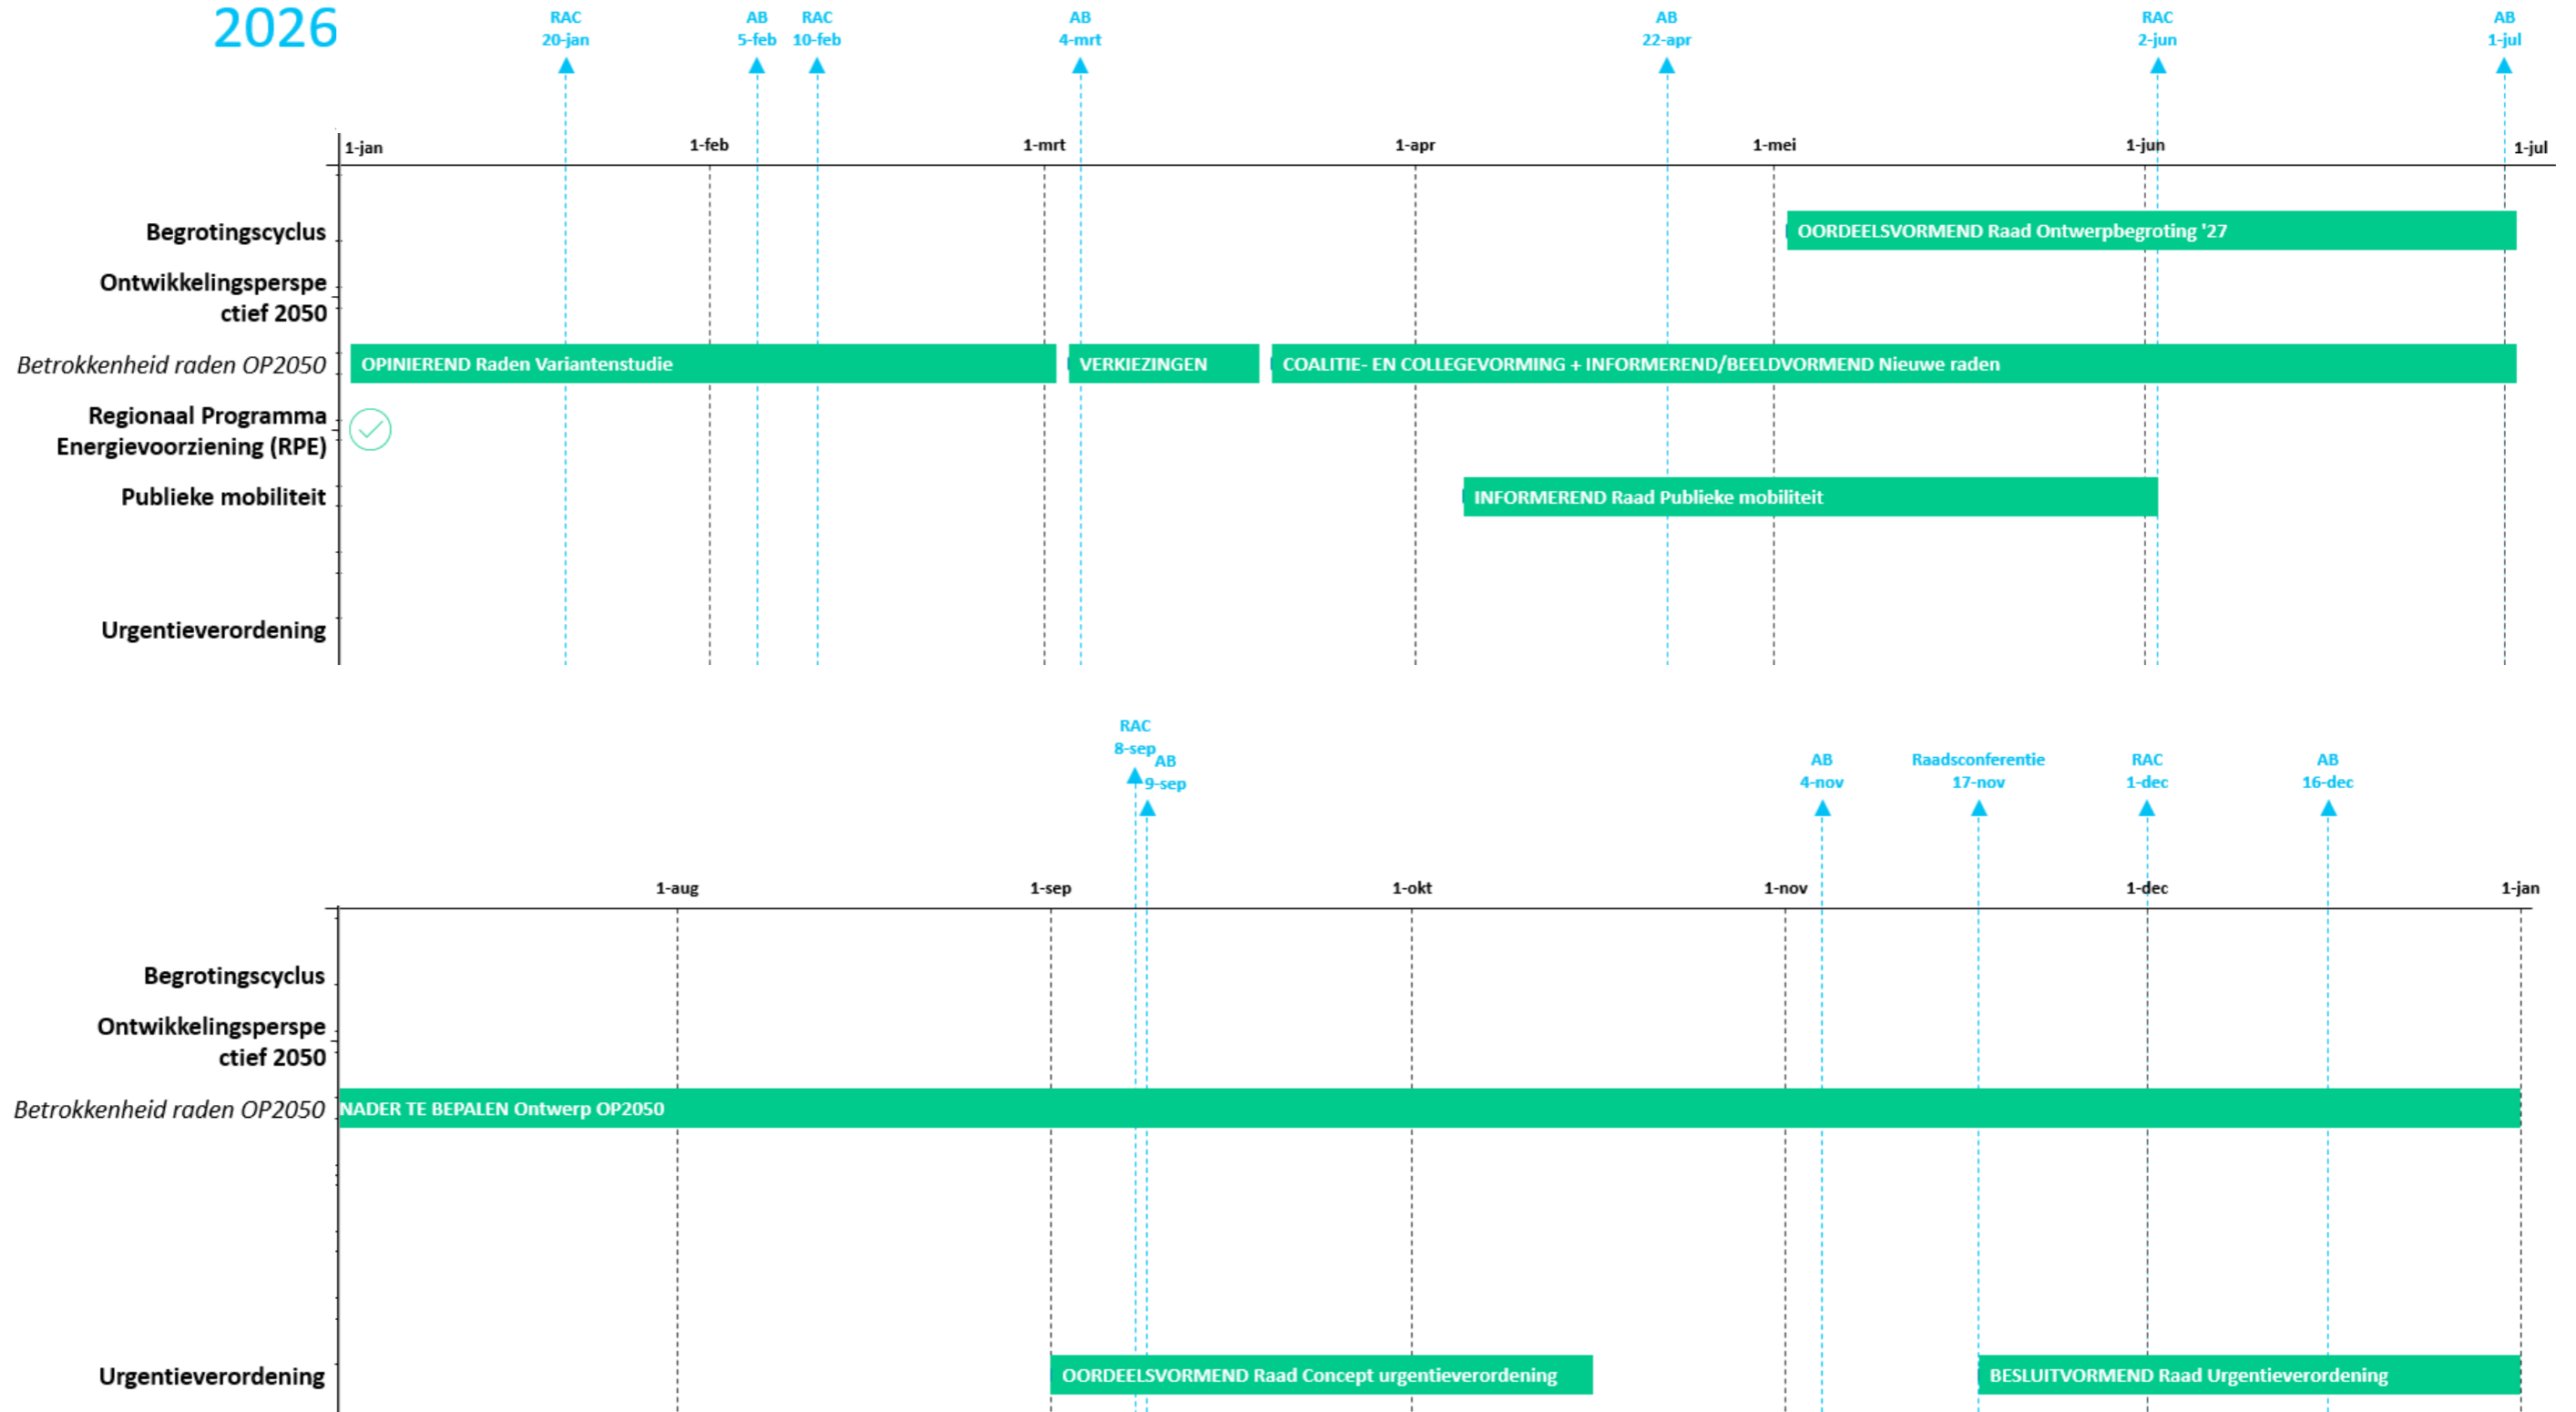 2026
RAC
20-jan
AB
5-feb
RAC
10-feb
AB
4-mrt
AB
22-apr
RAC
2-jun
AB
1-jul
1-jan
1-feb
1-mrt
1-apr
1-mei
1-jun
1-jul
Begrotingscyclus
OORDEELSVORMEND Raad Ontwerpbegroting '27
Ontwikkelingsperspe
ctief 2050
Betrokkenheid raden OP2050
OPINIEREND Raden Variantenstudie
VERKIEZINGEN
COALITIE- EN COLLEGEVORMING + INFORMEREND/BEELDVORMEND Nieuwe raden
Regionaal Programma
Energievoorziening (RPE)
Publieke mobiliteit
INFORMEREND Raad Publieke mobiliteit
Urgentieverordening
RAC
8-sep
AB
9-sep
AB
4-nov
Raadsconferentie
17-nov
RAC
1-dec
AB
16-dec
1-aug
1-sep
1-okt
1-nov
1-dec
1-jan
Begrotingscyclus
Ontwikkelingsperspe
ctief 2050
Betrokkenheid raden OP2050
NADER TE BEPALEN Ontwerp OP2050
Urgentieverordening
OORDEELSVORMEND Raad Concept urgentieverordening
BESLUITVORMEND Raad Urgentieverordening